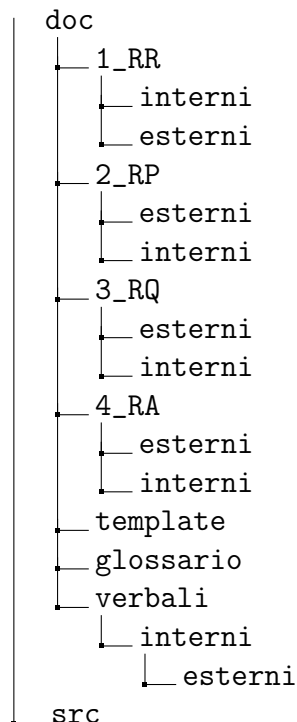 doc
1_RR
interni
esterni
2_RP
esterni
interni
3_RQ
esterni
interni
4_RA
esterni
interni
template
glossario
verbali
interni
esterni
src